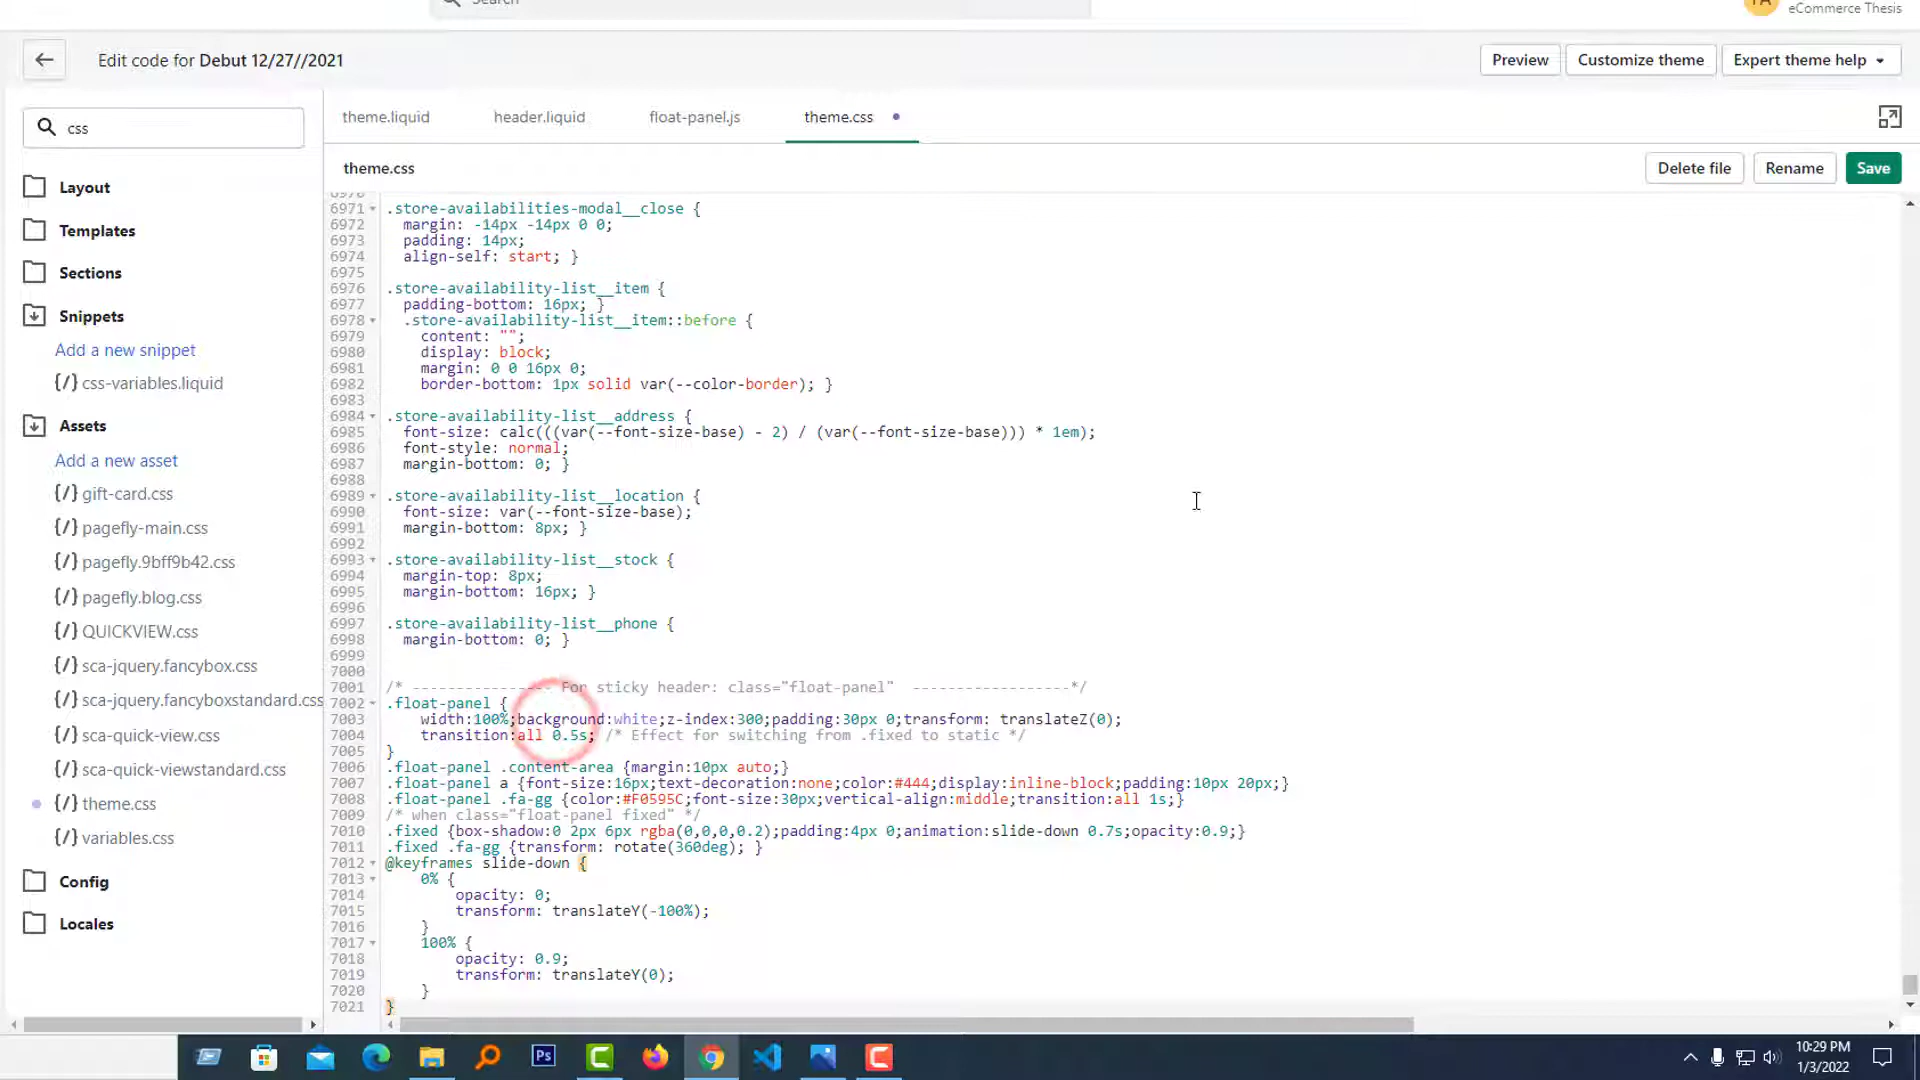 Search
eCommerce Thesis
Edit code for Debut 12/27//2021
Preview
Customize theme
Expert theme help
css
theme.liquid
header.liquid
float-panel.js
theme.css
theme.css
Delete file
Rename
Save
Layout
Templates
Sections
Snippets
Add a new snippet
{/} css-variables.liquid
Assets
Add a new asset
{/} gift-card.css
{/} pagefly-main.css
{/} pagefly.9bff9b42.css
{/} pagefly.blog.css
{/} QUICKVIEW.css
{/} sca-jquery.fancybox.css
{/} sca-jquery.fancyboxstandard.css
{/} sca-quick-view.css
{/} sca-quick-viewstandard.css
{/} theme.css
{/} variables.css
Config
Locales
6971 .store-availabilities-modal__close {
6972 margin: -14px -14px 0 0;
6973 padding: 14px;
6974 align-self: start; }
6975
6976 .store-availability-list__item {
6977 padding-bottom: 16px; }
6978 .store-availability-list__item::before {
6979 content: "";
6980 display: block;
6981 margin: 0 0 16px 0;
6982 border-bottom: 1px solid var(--color-border); }
6983
6984 .store-availability-list__address {
6985 font-size: calc(((var(--font-size-base) - 2) / (var(--font-size-base))) * 1em);
6986 font-style: normal;
6987 margin-bottom: 0; }
6988
6989 .store-availability-list__location {
6990 font-size: var(--font-size-base);
6991 margin-bottom: 8px; }
6992
6993 .store-availability-list__stock {
6994 margin-top: 8px;
6995 margin-bottom: 16px; }
6996
6997 .store-availability-list__phone {
6998 margin-bottom: 0; }
6999
7000
7001 /* ---------------- For sticky header: class="float-panel" ------------------*/
7002 .float-panel {
7003 width:100%;background:white;z-index:300;padding:30px 0;transform: translateZ(0);
7004 transition:all 0.5s; /* Effect for switching from .fixed to static */
7005 }
7006 .float-panel .content-area {margin:10px auto;}
7007 .float-panel a {font-size:16px;text-decoration:none;color:#444;display:inline-block;padding:10px 20px;}
7008 .float-panel .fa-gg {color:#F0595C;font-size:30px;vertical-align:middle;transition:all 1s;}
7009 /* when class="float-panel fixed" */
7010 .fixed {box-shadow:0 2px 6px rgba(0,0,0,0.2);padding:4px 0;animation:slide-down 0.7s;opacity:0.9;}
7011 .fixed .fa-gg {transform: rotate(360deg); }
7012 @keyframes slide-down {
7013 0% {
7014 opacity: 0;
7015 transform: translateY(-100%);
7016 }
7017 100% {
7018 opacity: 0.9;
7019 transform: translateY(0);
7020 }
7021 }
Ps
10:29 PM
1/3/2022